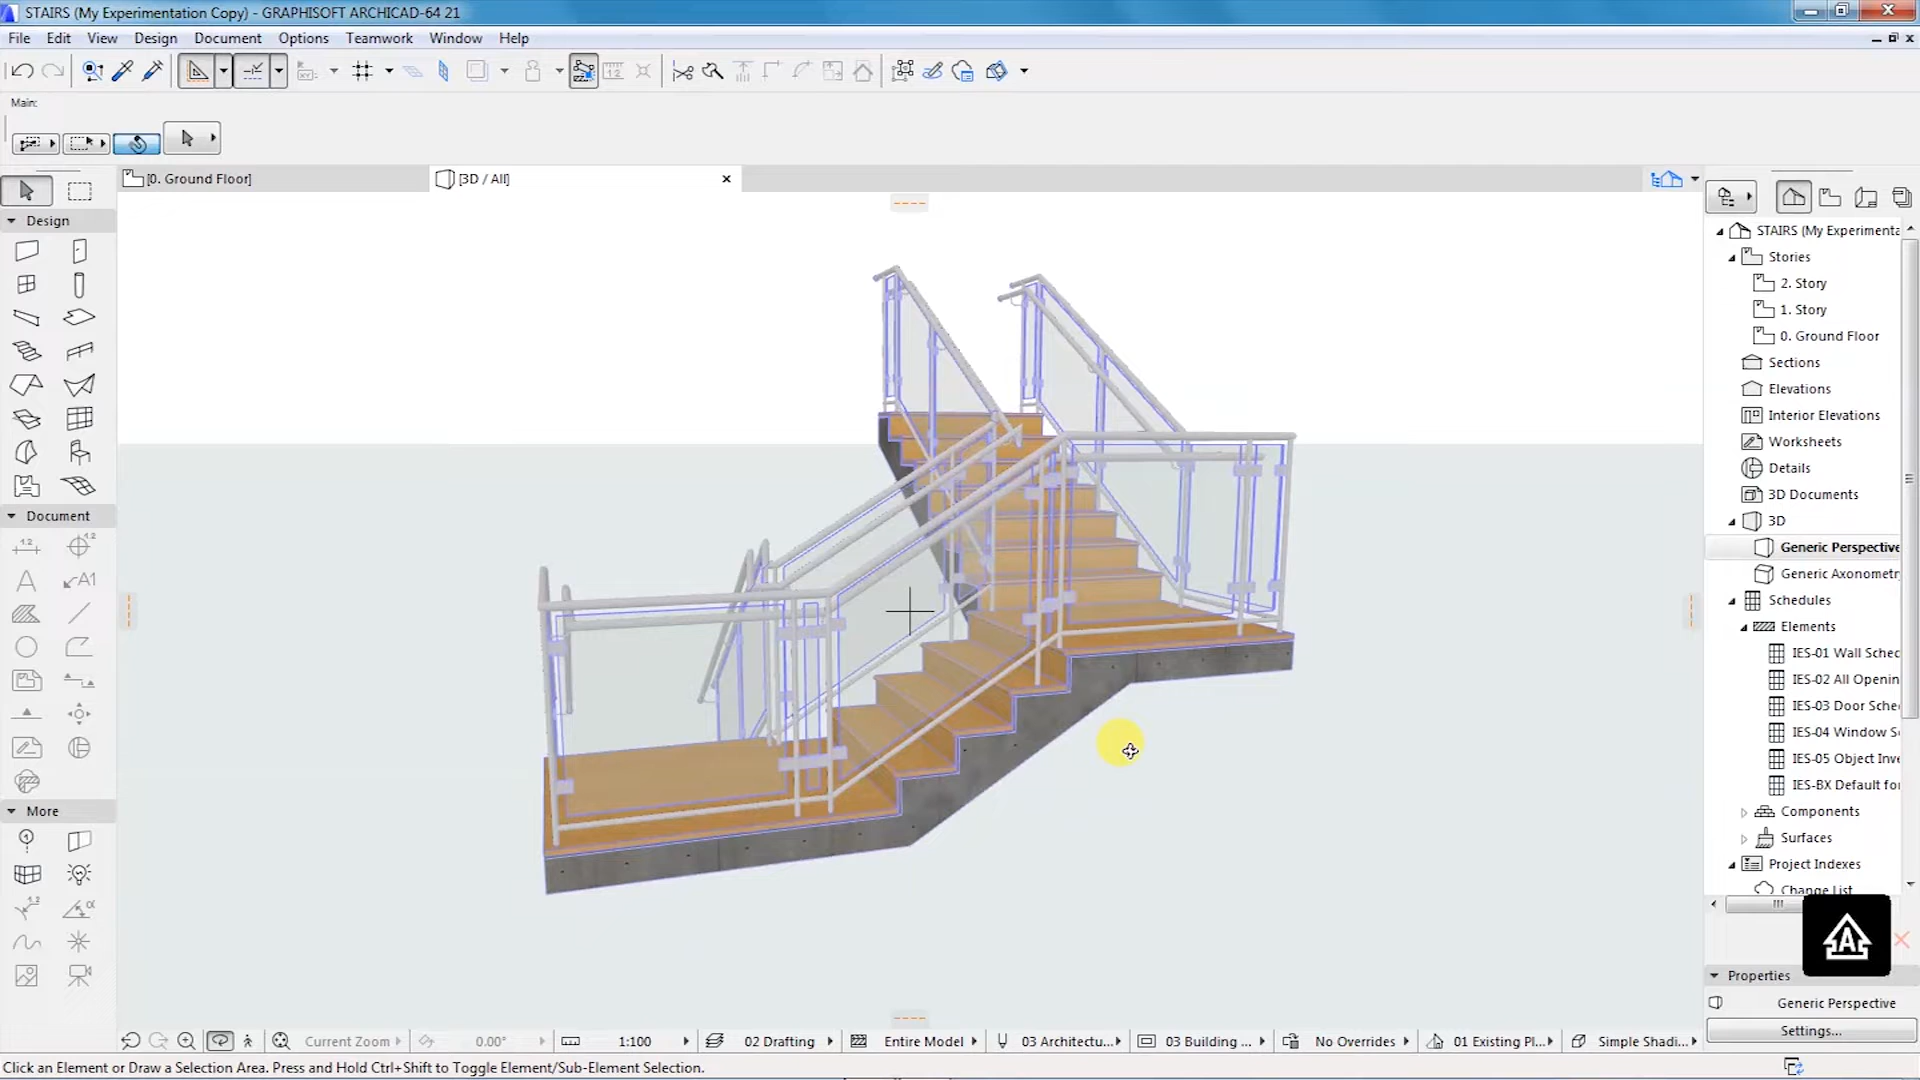 STAIRS (My Experimentation Copy) - GRAPHISOFT ARCHICAD-64 21
File Edit View Design Document Options Teamwork Window Help
Main:
[0. Ground Floor]
[3D / All]
Design
Document
More
STAIRS (My Experimenta
Stories
2. Story
1. Story
0. Ground Floor
Sections
Elevations
Interior Elevations
Worksheets
Details
3D Documents
3D
Generic Perspective
Generic Axonometr
Schedules
Elements
IES-01 Wall Sched
IES-02 All Openin
IES-03 Door Sche
IES-04 Window S
IES-05 Object Inve
IES-BX Default for
Components
Surfaces
Project Indexes
Change List
Properties
Generic Perspective
Settings...
Current Zoom 0.00° 1:100 02 Drafting Entire Model 03 Architectu... 03 Building ... No Overrides 01 Existing Pl... Simple Shadi...
Click an Element or Draw a Selection Area. Press and Hold Ctrl+Shift to Toggle Element/Sub-Element Selection.